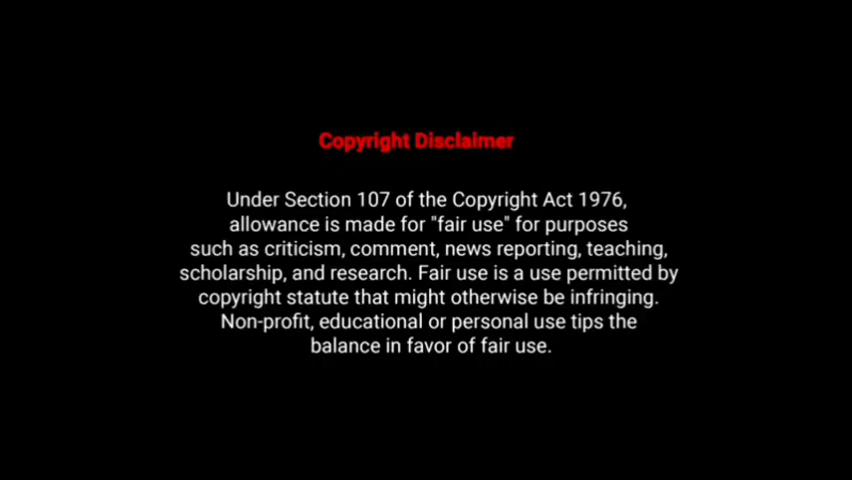 Copyright Disclaimer
Under Section 107 of the Copyright Act 1976,
allowance is made for "fair use" for purposes
such as criticism, comment, news reporting, teaching,
scholarship, and research. Fair use is a use permitted by
copyright statute that might otherwise be infringing.
Non-profit, educational or personal use tips the
balance in favor of fair use.